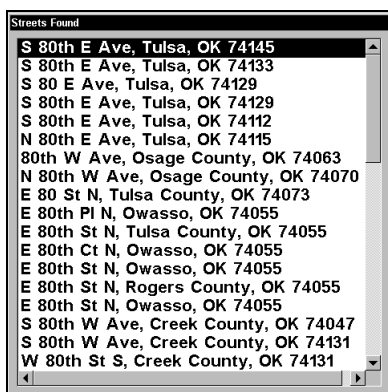 Streets Found
S 80th E Ave, Tulsa, OK 74145
S 80th E Ave, Tulsa, OK 74133
S 80 E Ave, Tulsa, OK 74129
S 80th E Ave, Tulsa, OK 74129
S 80th E Ave, Tulsa, OK 74112
N 80th E Ave, Tulsa, OK 74115
80th W Ave, Osage County, OK 74063
N 80th W Ave, Osage County, OK 74070
E 80 St N, Tulsa County, OK 74073
E 80th Pl N, Owasso, OK 74055
E 80th St N, Tulsa County, OK 74055
E 80th Ct N, Owasso, OK 74055
E 80th St N, Owasso, OK 74055
E 80th St N, Rogers County, OK 74055
E 80th St N, Owasso, OK 74055
S 80th W Ave, Creek County, OK 74047
S 80th W Ave, Creek County, OK 74131
W 80th St S, Creek County, OK 74131